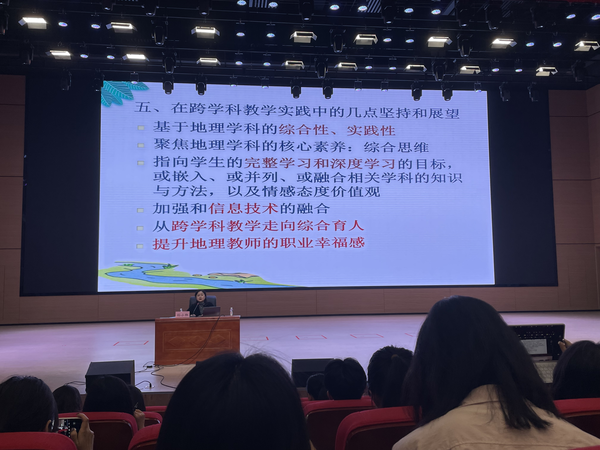 五、在跨学科教学实践中的几点坚持和展望
基于地理学科的综合性、实践性
聚焦地理学科的核心素养：综合思维
指向学生的完整学习和深度学习的目标，
或嵌入、或并列、或融合相关学科的知识
与方法，以及情感态度价值观
加强和信息技术的融合
从跨学科教学走向综合育人
提升地理教师的职业幸福感